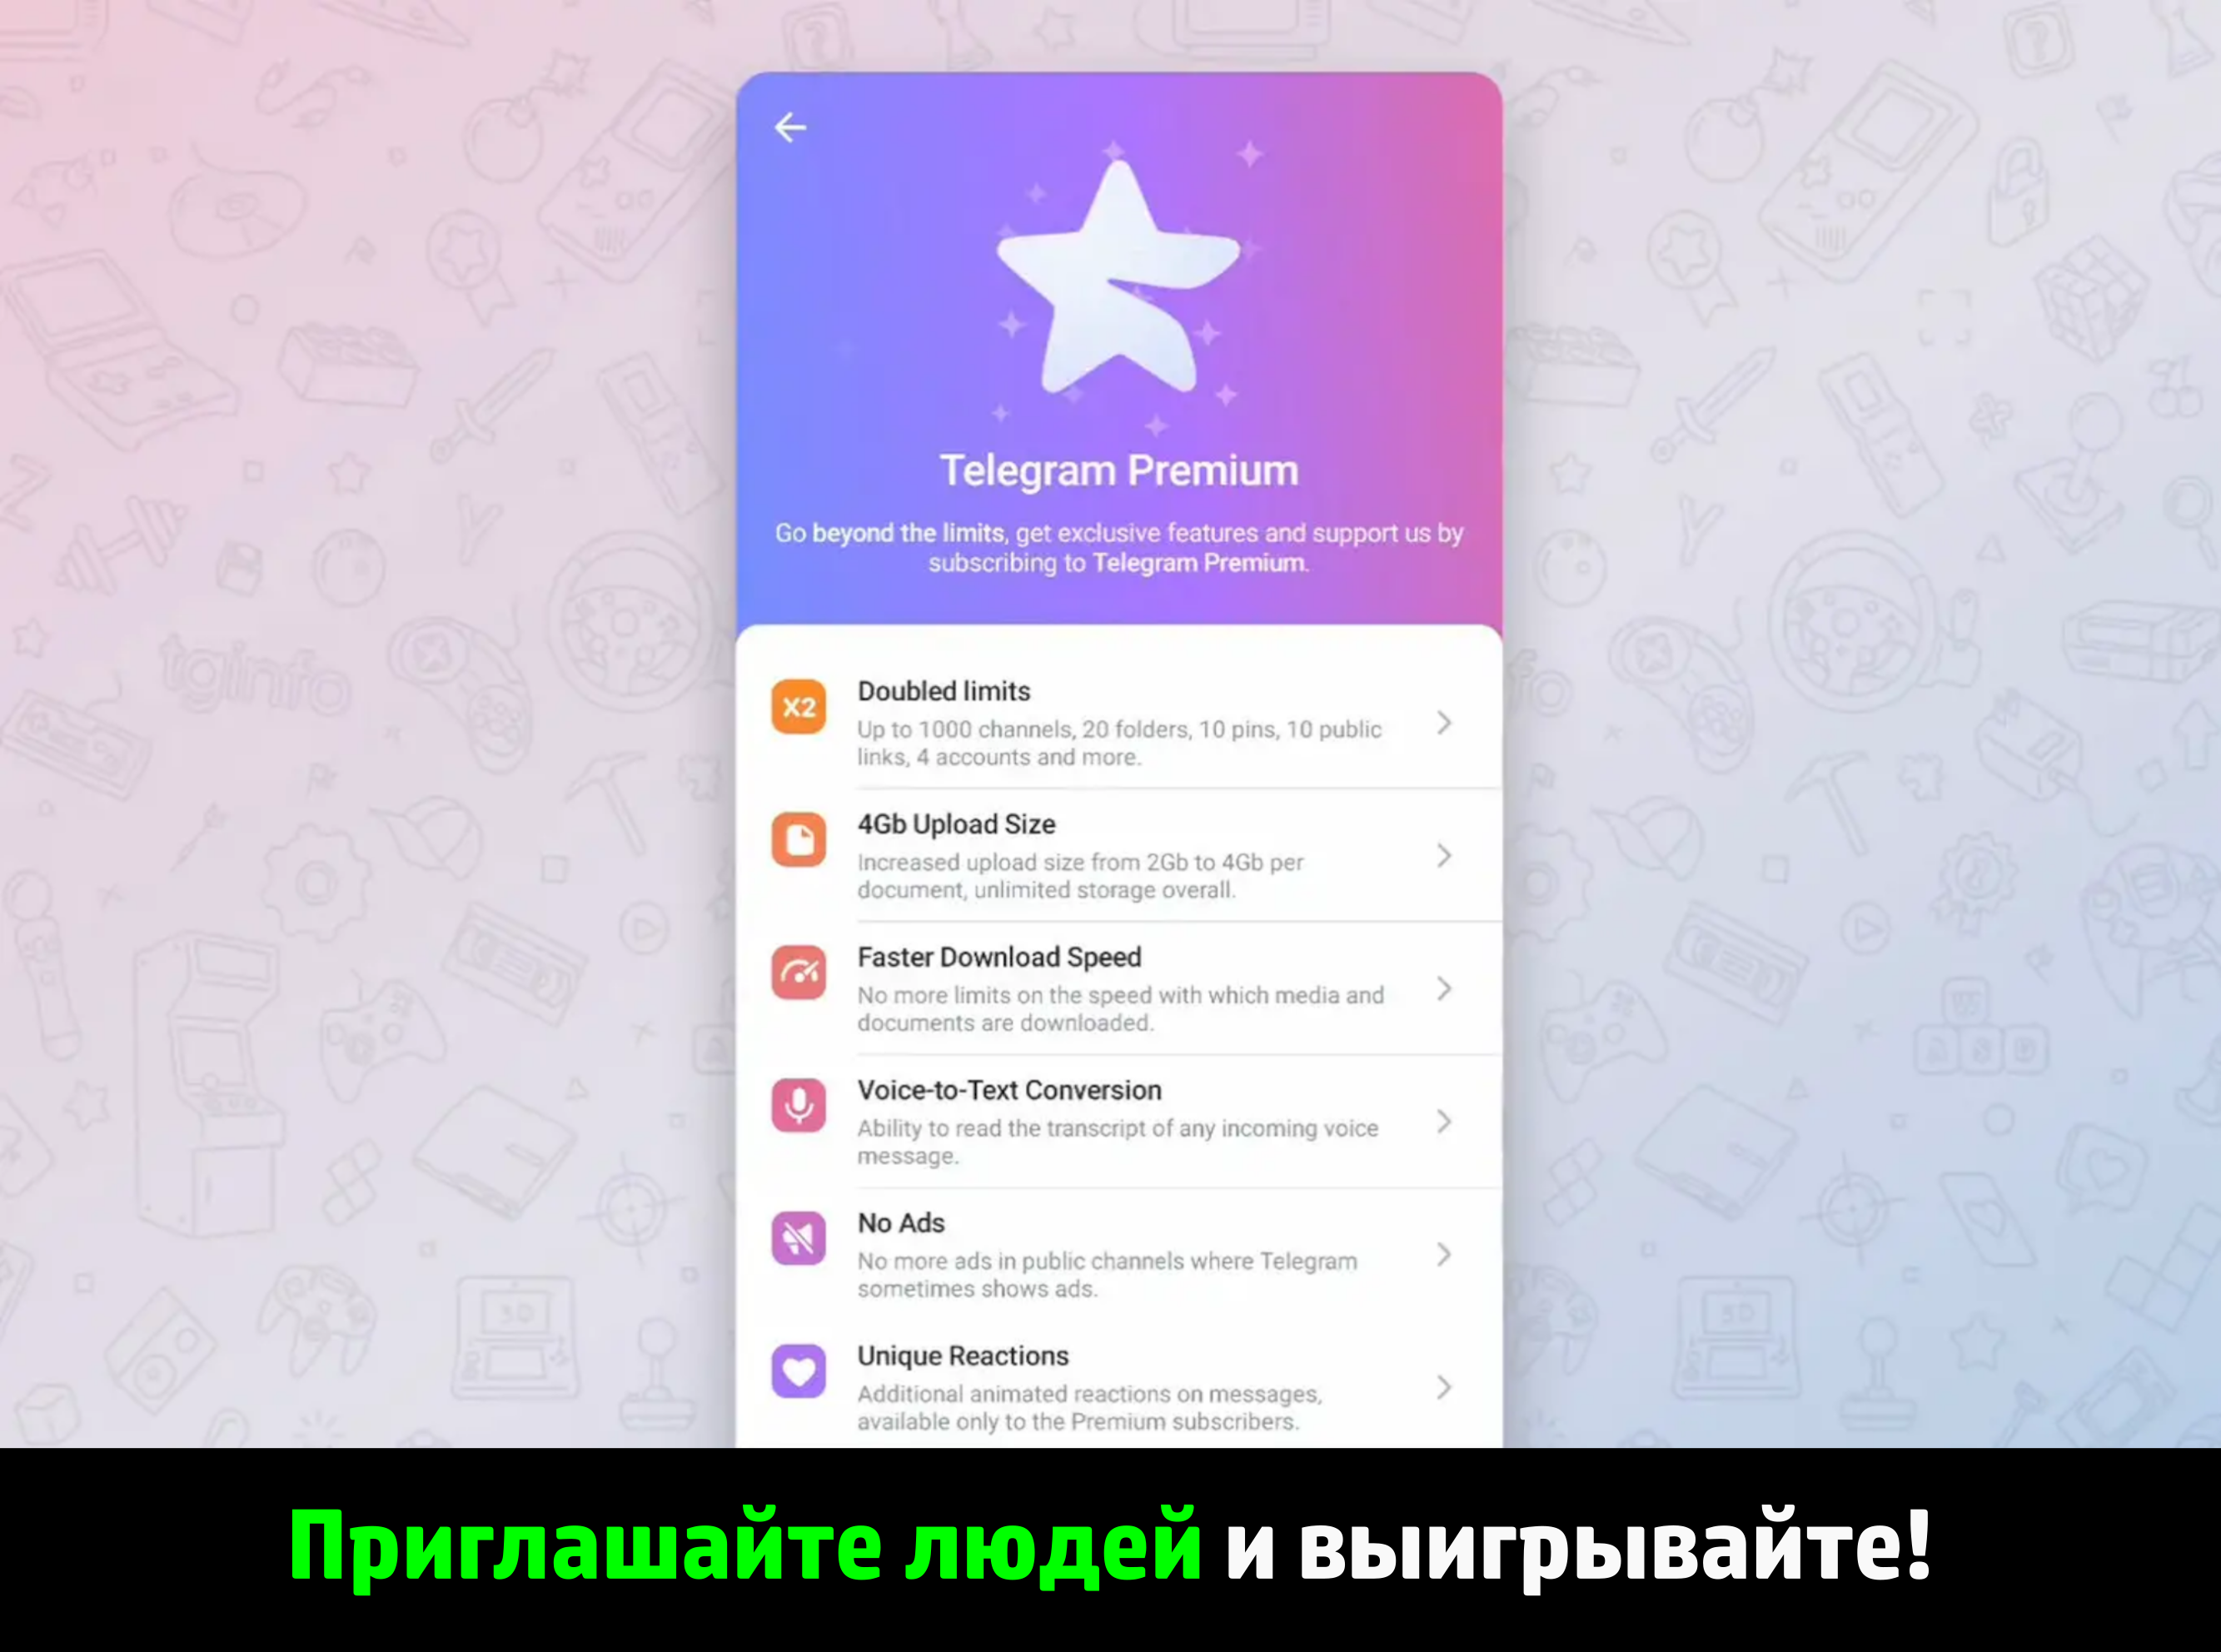 Telegram Premium
Go beyond the limits, get exclusive features and support us by
subscribing to Telegram Premium.
X2
Doubled limits
Up to 1000 channels, 20 folders, 10 pins, 10 public
links, 4 accounts and more.
4Gb Upload Size
Increased upload size from 2Gb to 4Gb per
document, unlimited storage overall.
Faster Download Speed
No more limits on the speed with which media and
documents are downloaded.
Voice-to-Text Conversion
Ability to read the transcript of any incoming voice
message.
No Ads
No more ads in public channels where Telegram
sometimes shows ads.
Unique Reactions
Additional animated reactions on messages,
available only to the Premium subscribers.
tginfo
Приглашайте людей и выигрывайте!